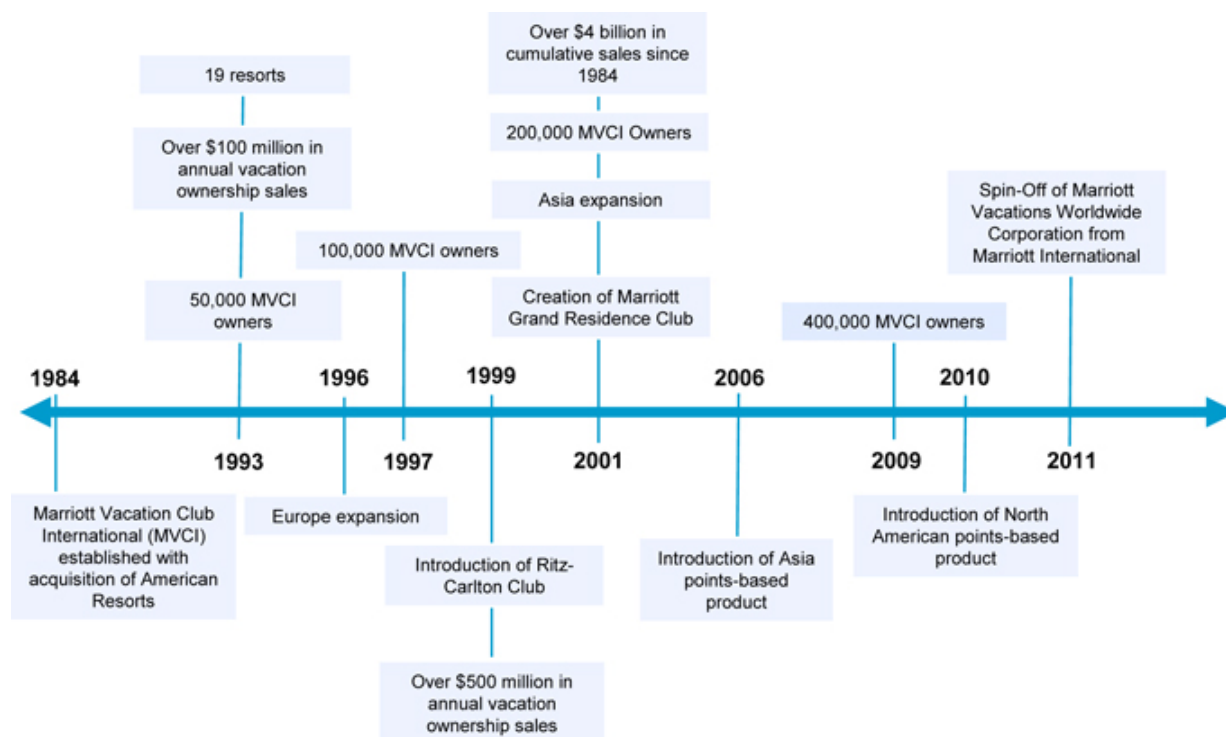 19 resorts
Over $100 million in
annual vacation
ownership sales
50,000 MVCI
owners
100,000 MVCI owners
Over $4 billion in
cumulative sales since
1984
200,000 MVCI Owners
Asia expansion
Creation of Marriott
Grand Residence Club
400,000 MVCI owners
Spin-Off of Marriott
Vacations Worldwide
Corporation from
Marriott International
1984
1996
1999
2006
2010
1993
1997
2001
2009
2011
Marriott Vacation Club
International (MVCI)
established with
acquisition of American
Resorts
Europe expansion
Introduction of Ritz-
Carlton Club
Over $500 million in
annual vacation
ownership sales
Introduction of Asia
points-based
product
Introduction of North
American points-based
product